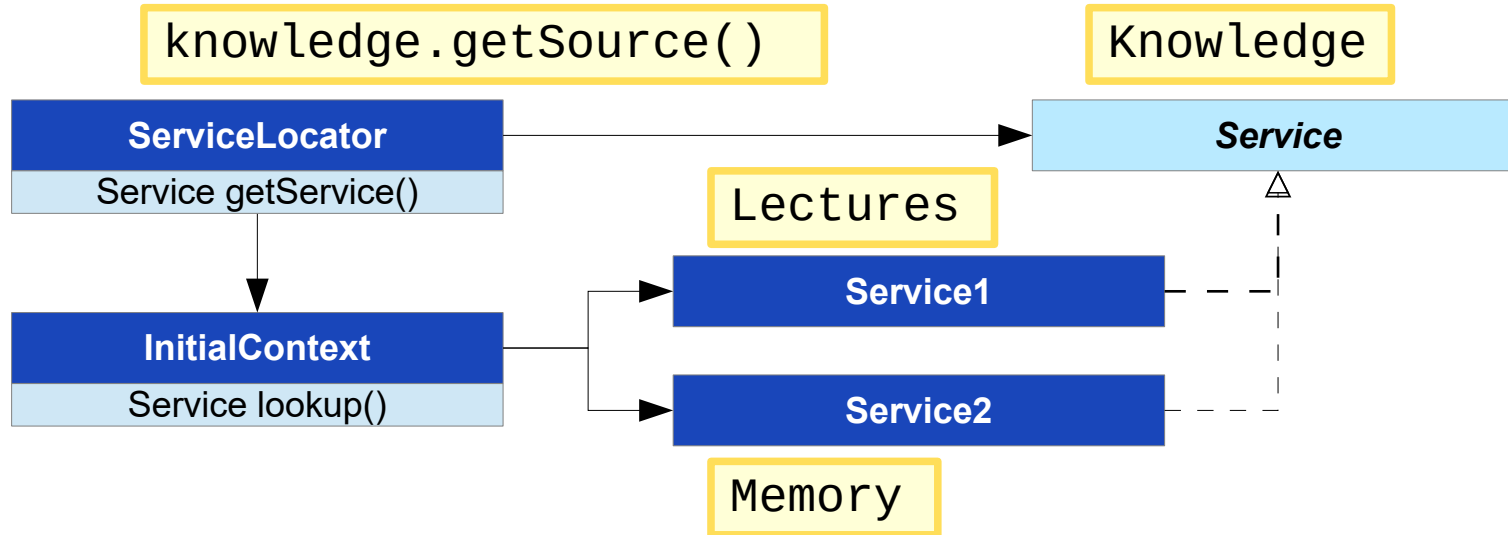 knowledge.getSource()
Knowledge
ServiceLocator
Service getService()
Service
Lectures
Service1
InitialContext
Service lookup()
Service2
Memory